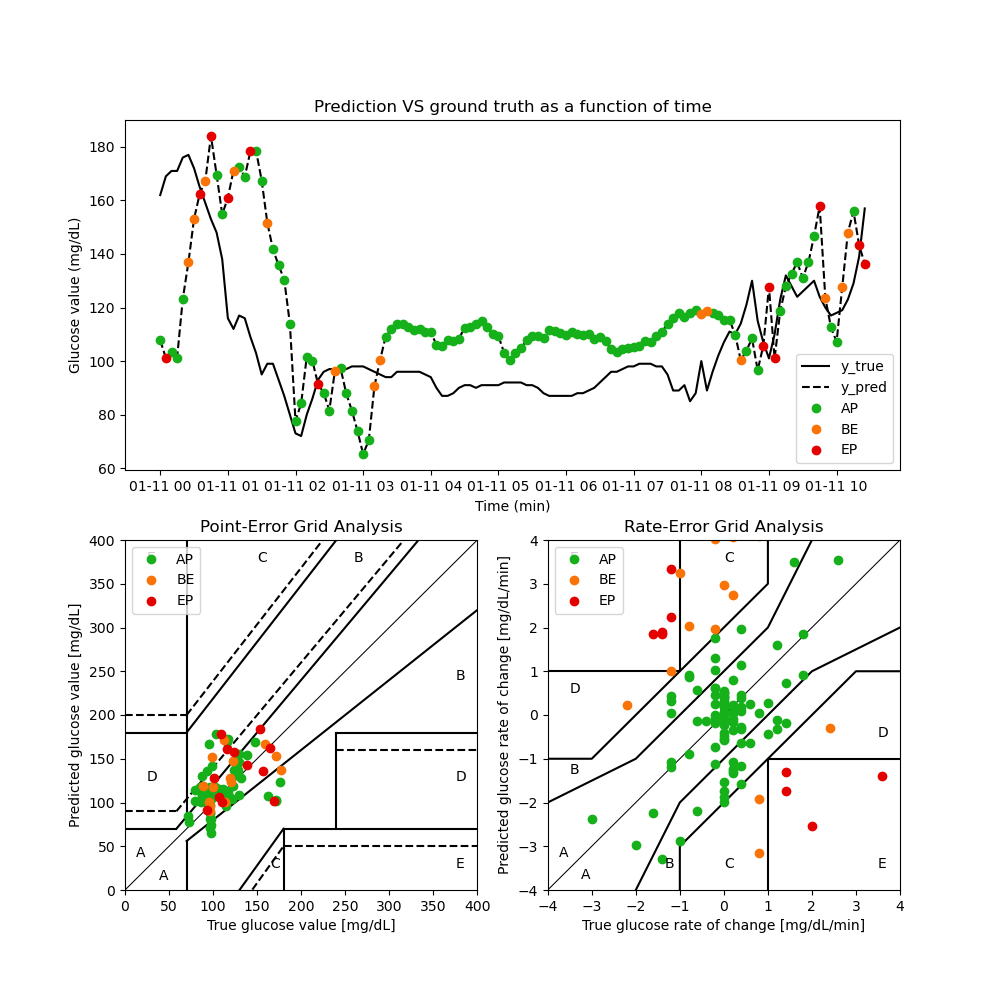 Prediction VS ground truth as a function of time
Glucose value (mg/dL)
180
160
140
120
100
80
60
y_true
y_pred
AP
BE
EP
01-11 00 01-11 01 01-11 02 01-11 03 01-11 04 01-11 05 01-11 06 01-11 07 01-11 08 01-11 09 01-11 10
Time (min)
Point-Error Grid Analysis
Predicted glucose value [mg/dL]
400
350
300
250
200
150
100
50
0
AP
BE
EP
C
B
B
D
D
A
A
C
E
0 50 100 150 200 250 300 350 400
True glucose value [mg/dL]
Rate-Error Grid Analysis
Predicted glucose rate of change [mg/dL/min]
4
3
2
1
0
−1
−2
−3
−4
AP
BE
EP
C
D
D
B
A
A
B
C
E
−4 −3 −2 −1 0 1 2 3 4
True glucose rate of change [mg/dL/min]